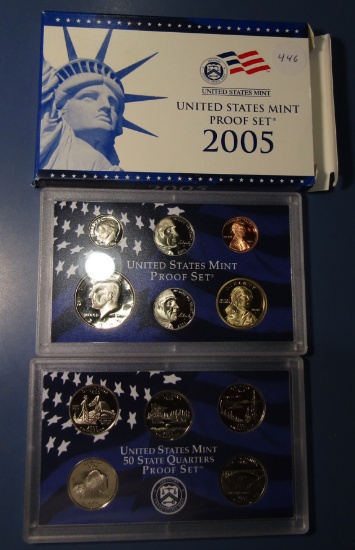 446
UNITED STATES MINT
UNITED STATES MINT
PROOF SET®
2005
2005
UNITED STATES MINT
PROOF SET®
UNITED STATES MINT
50 STATE QUARTERS
PROOF SET™